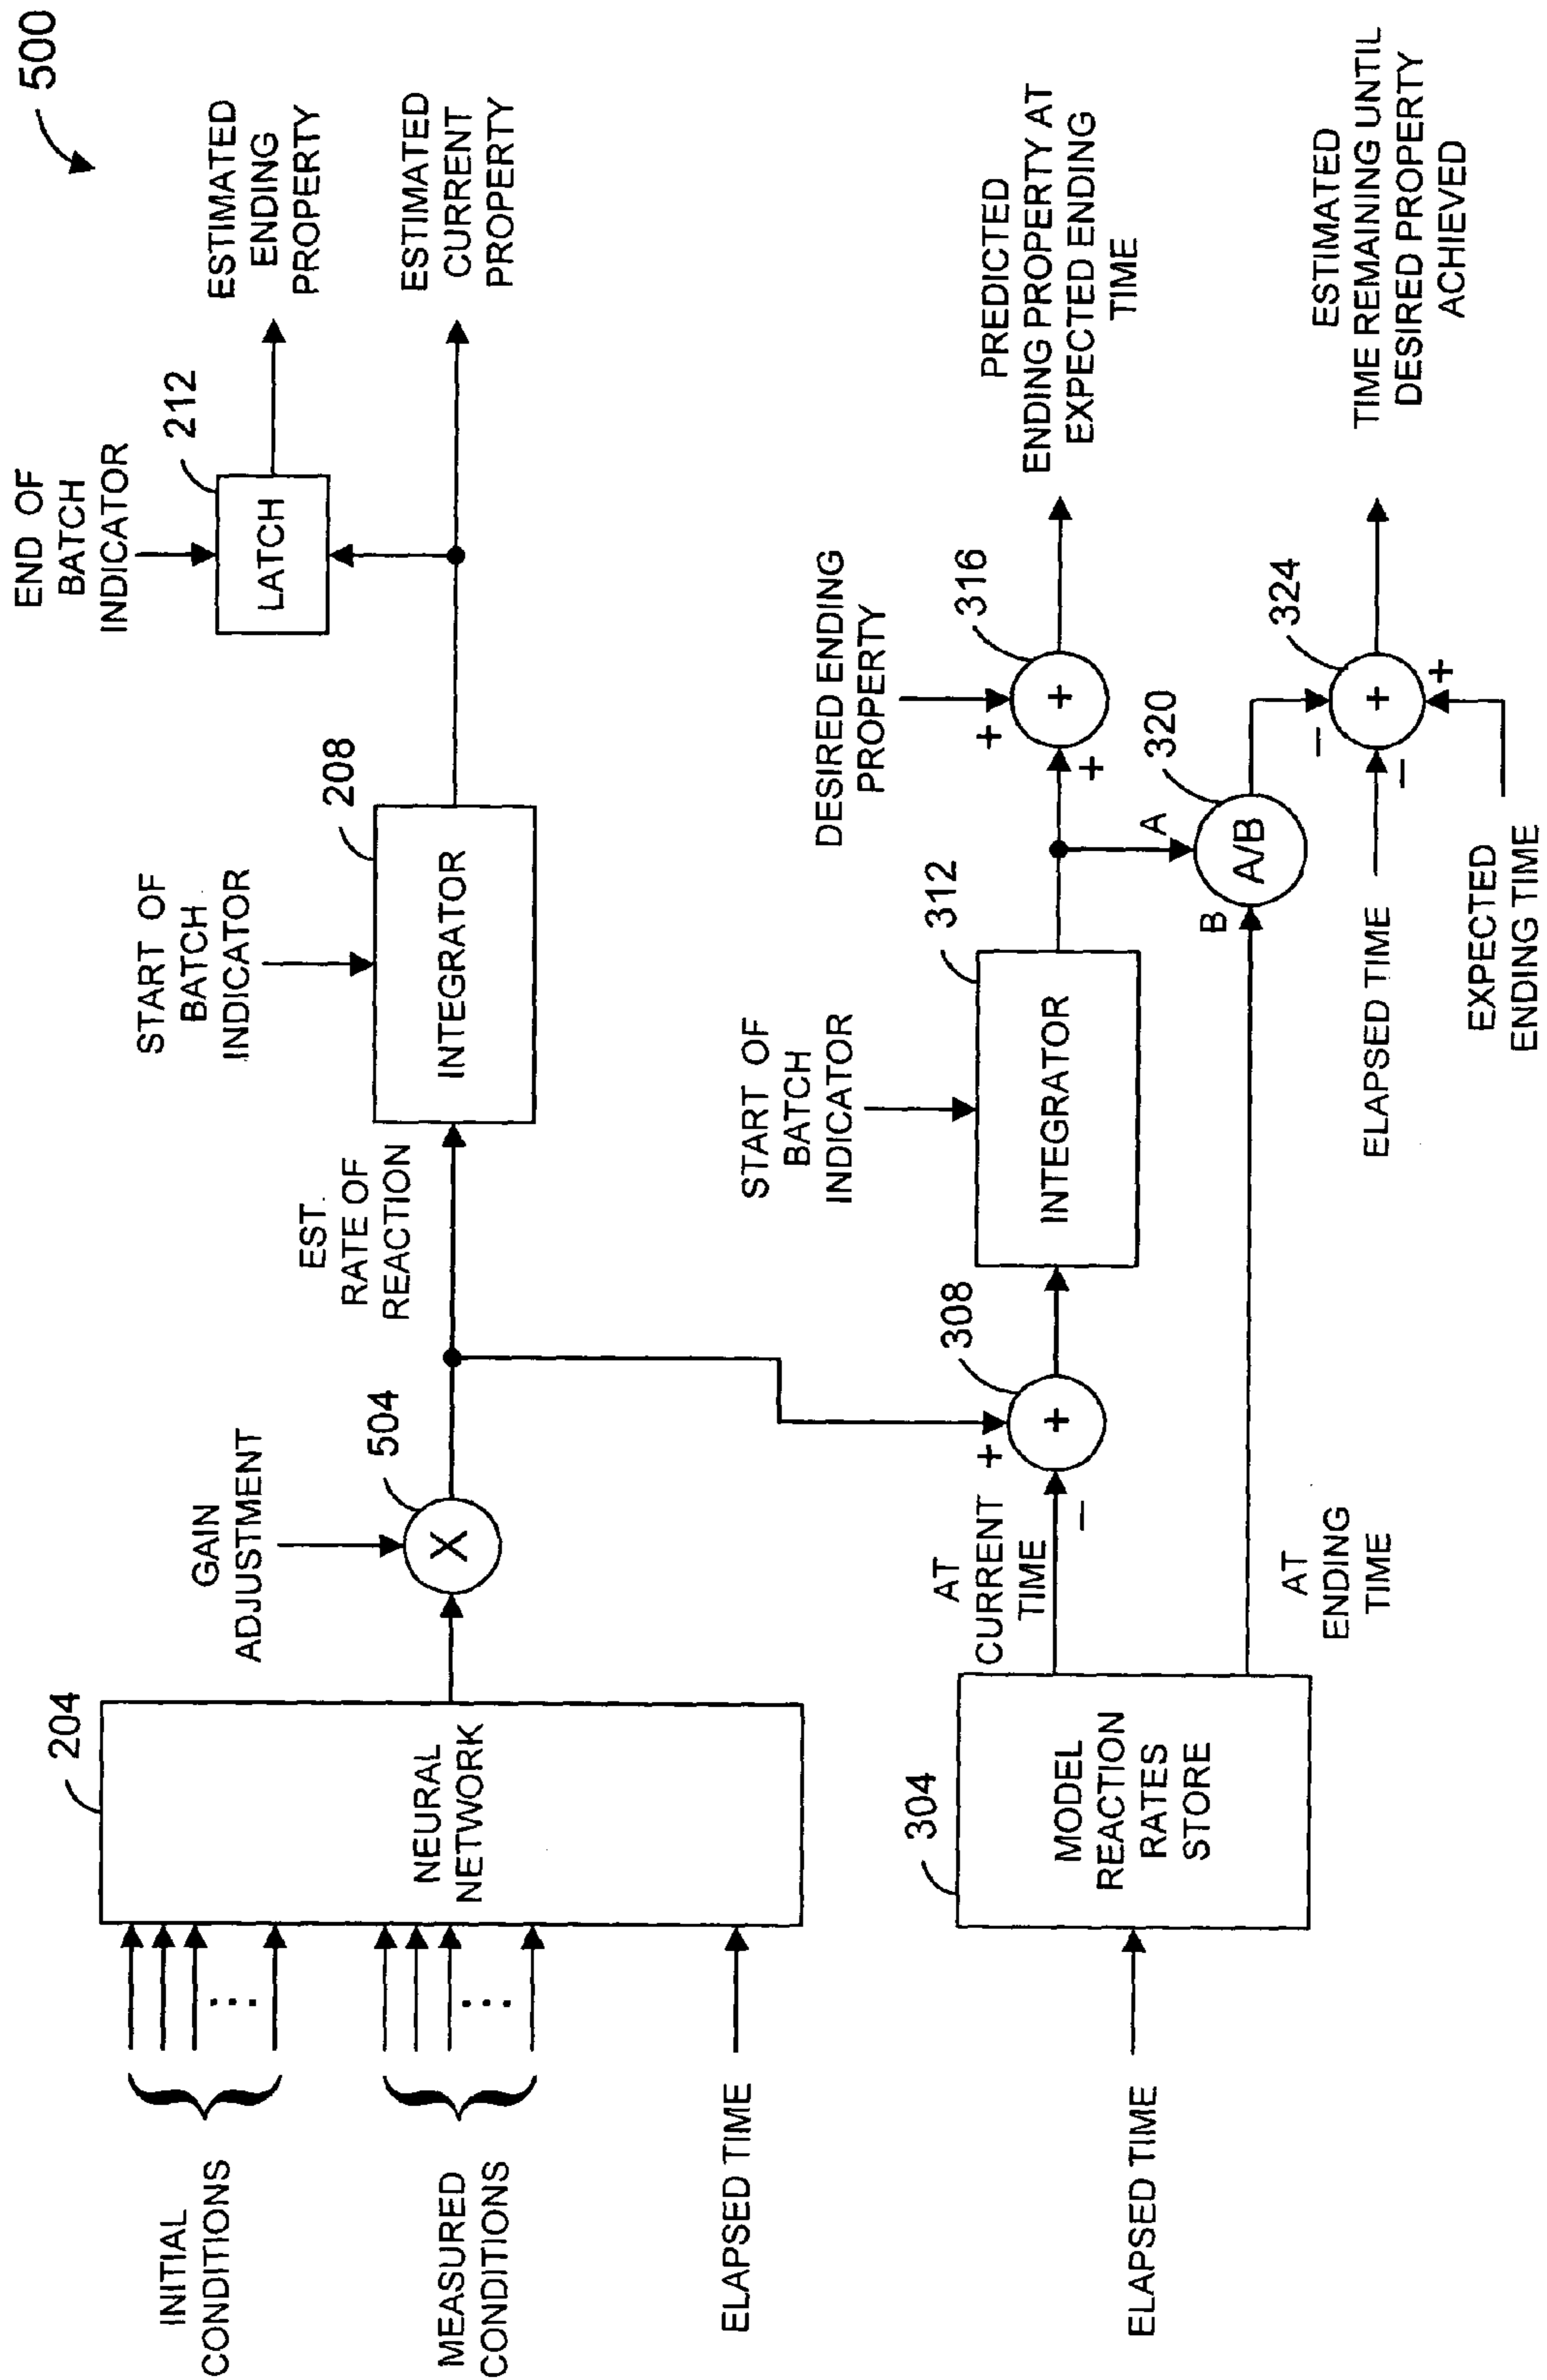 500
INITIAL
CONDITIONS
MEASURED
CONDITIONS
ELAPSED TIME
204
NEURAL
NETWORK
GAIN
ADJUSTMENT
504
X
EST.
RATE OF
REACTION
START OF
BATCH
INDICATOR
208
INTEGRATOR
END OF
BATCH
INDICATOR
212
LATCH
ESTIMATED
ENDING
PROPERTY
ESTIMATED
CURRENT
PROPERTY
ELAPSED TIME
304
MODEL
REACTION
RATES
STORE
AT
CURRENT
TIME
+
−
+
308
AT
ENDING
TIME
START OF
BATCH
INDICATOR
312
INTEGRATOR
DESIRED ENDING
PROPERTY
+
+
+
316
PREDICTED
ENDING PROPERTY AT
EXPECTED ENDING
TIME
A
B
A/B
320
ELAPSED TIME
EXPECTED
ENDING TIME
−
−
+
+
324
ESTIMATED
TIME REMAINING UNTIL
DESIRED PROPERTY
ACHIEVED